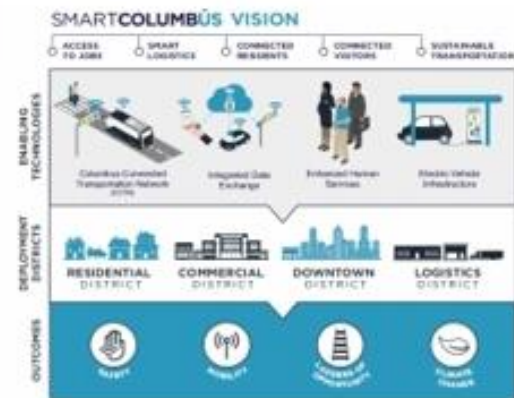 SMARTCOLUMBŪS VISION
ACCESS
TO JOBS
SMART
LOGISTICS
CONNECTED
RESIDENTS
CONNECTED
VISITORS
SUSTAINABLE
TRANSPORTATION
ENABLING
TECHNOLOGIES
Columbus Connected
Transportation Network
Integrated Data
Exchange
Enhanced Human
Services
Electric Vehicle
Infrastructure
DEPLOYMENT
DISTRICTS
RESIDENTIAL
DISTRICT
COMMERCIAL
DISTRICT
DOWNTOWN
DISTRICT
LOGISTICS
DISTRICT
OUTCOMES
SAFETY
MOBILITY
LADDERS OF
OPPORTUNITY
CLIMATE
CHANGE